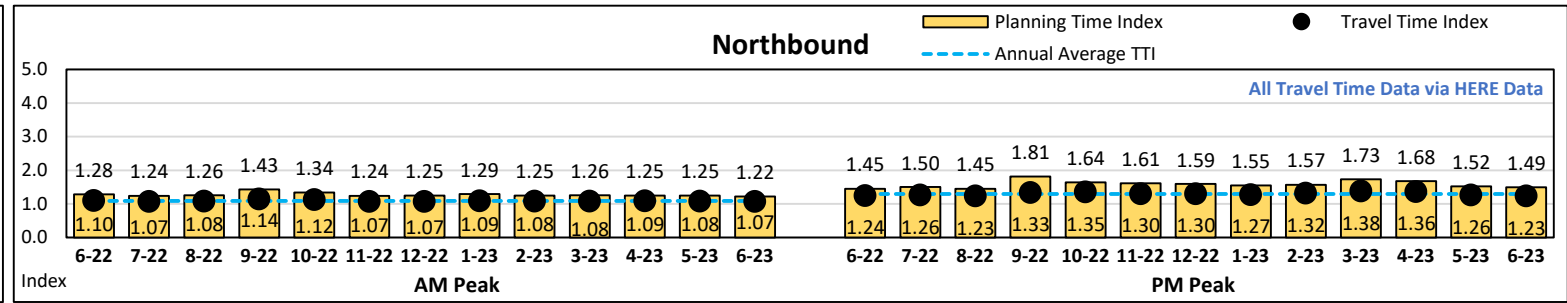 Northbound
Planning Time Index
Travel Time Index
Annual Average TTI
All Travel Time Data via HERE Data
5.0
4.0
3.0
2.0
1.0
0.0
1.28 1.24 1.26 1.43 1.34 1.24 1.25 1.29 1.25 1.26 1.25 1.25 1.22
1.10 1.07 1.08 1.14 1.12 1.07 1.07 1.09 1.08 1.08 1.09 1.08 1.07
6-22 7-22 8-22 9-22 10-22 11-22 12-22 1-23 2-23 3-23 4-23 5-23 6-23
AM Peak
1.45 1.50 1.45 1.81 1.64 1.61 1.59 1.55 1.57 1.73 1.68 1.52 1.49
1.24 1.26 1.23 1.33 1.35 1.30 1.30 1.27 1.32 1.38 1.36 1.26 1.23
6-22 7-22 8-22 9-22 10-22 11-22 12-22 1-23 2-23 3-23 4-23 5-23 6-23
PM Peak
Index